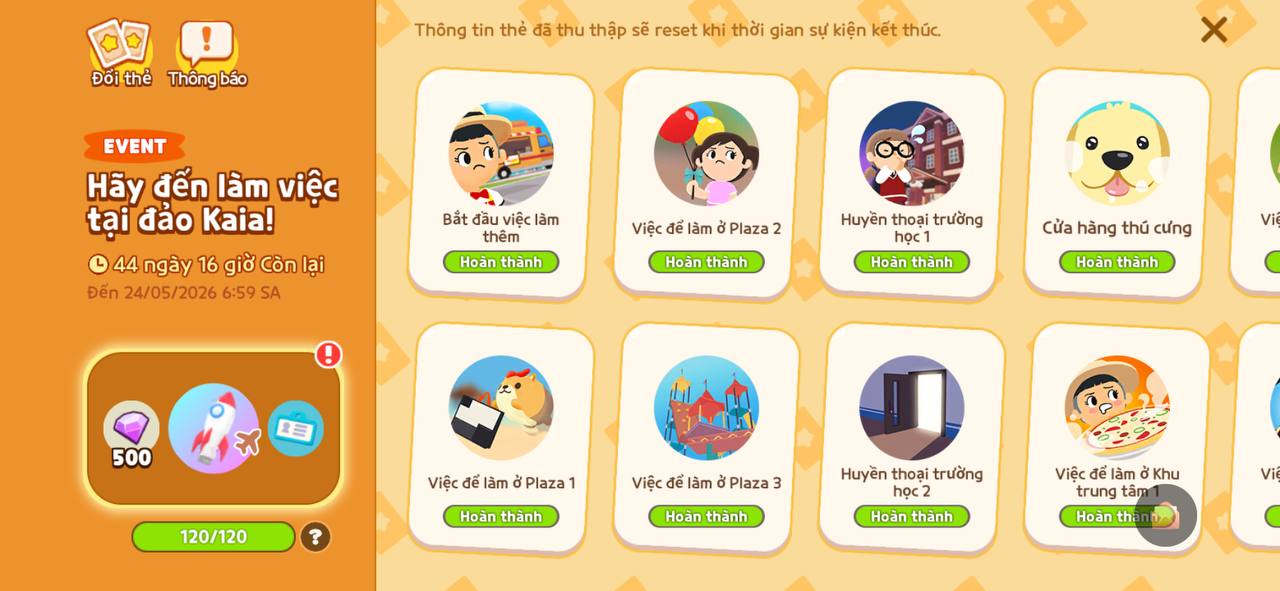 Đổi thẻ
Thông báo
EVENT
Hãy đến làm việc
tại đảo Kaia!
44 ngày 16 giờ Còn lại
Đến 24/05/2026 6:59 SA
500
120/120
?
Thông tin thẻ đã thu thập sẽ reset khi thời gian sự kiện kết thúc.
Bắt đầu việc làm
thêm
Hoàn thành
Việc để làm ở Plaza 2
Hoàn thành
Huyền thoại trường
học 1
Hoàn thành
Cửa hàng thú cưng
Hoàn thành
Việc để làm ở Plaza 1
Hoàn thành
Việc để làm ở Plaza 3
Hoàn thành
Huyền thoại trường
học 2
Hoàn thành
Việc để làm ở Khu
trung tâm 1
Hoàn thành